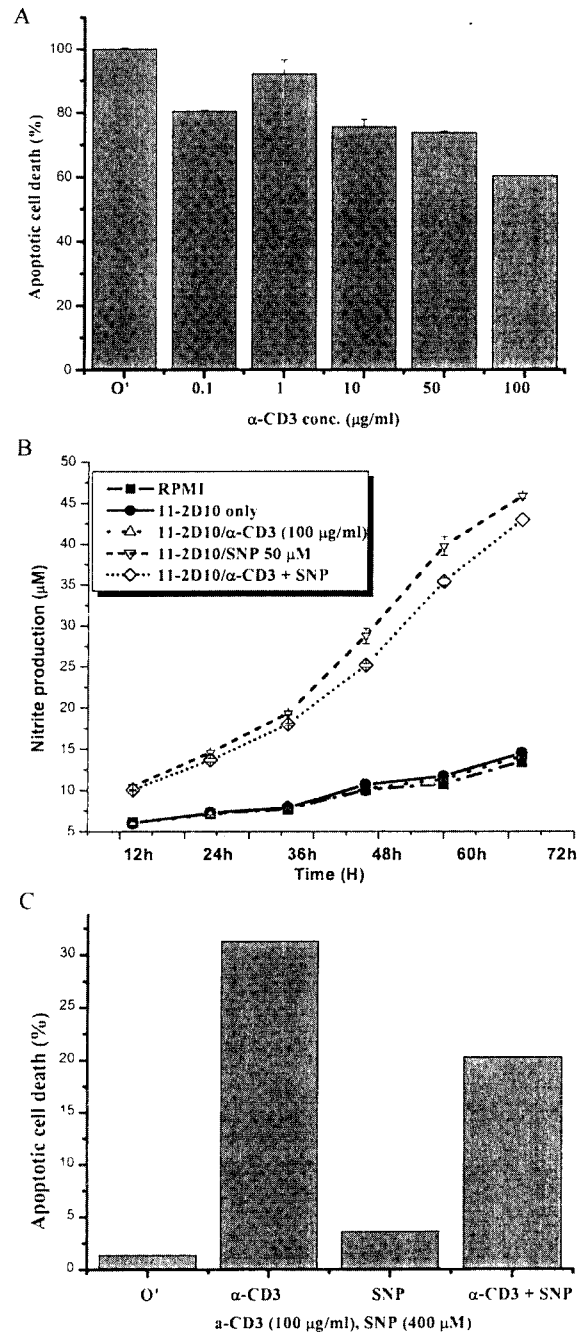 A
100
80
60
40
20
0
Apoptotic cell death (%)
O' 0.1 1 10 50 100
α-CD3 conc. (μg/ml)
B
50
45
40
35
30
25
20
15
10
5
Nitrite production (μM)
RPMI
11-2D10 only
11-2D10/α-CD3 (100 μg/ml)
11-2D10/SNP 50 μM
11-2D10/α-CD3 + SNP
12h 24h 36h 48h 60h 72h
Time (H)
C
30
25
20
15
10
5
0
Apoptotic cell death (%)
O' α-CD3 SNP α-CD3 + SNP
a-CD3 (100 μg/ml), SNP (400 μM)